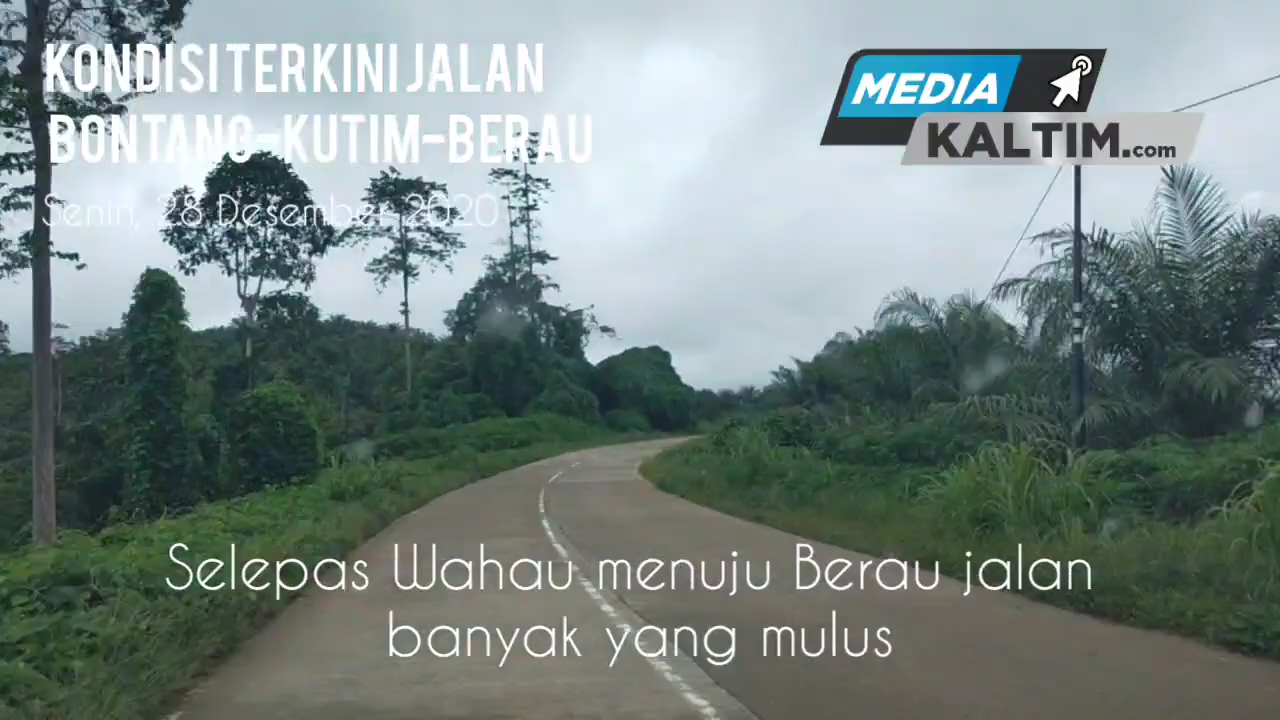 KONDISI TERKINI JALAN
BONTANG-KUTIM-BERAU
Senin, 28 Desember 2020
MEDIA
KALTIM.com
Selepas Wahau menuju Berau jalan
banyak yang mulus